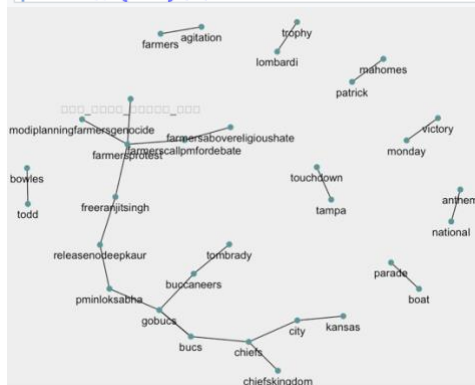 trophy
agitation
farmers
lombardi
mahomes
patrick
modiplanningfarmersgenocide
victory
farmersabovereligioushate
farmerscallpmfordebate
farmersprotest
monday
bowles
touchdown
anthem
freeranjitsingh
tampa
todd
national
releasenodeepkaur
tombrady
parade
buccaneers
boat
pminloksabha
gobucs
city
kansas
bucs
chiefs
chiefskingdom